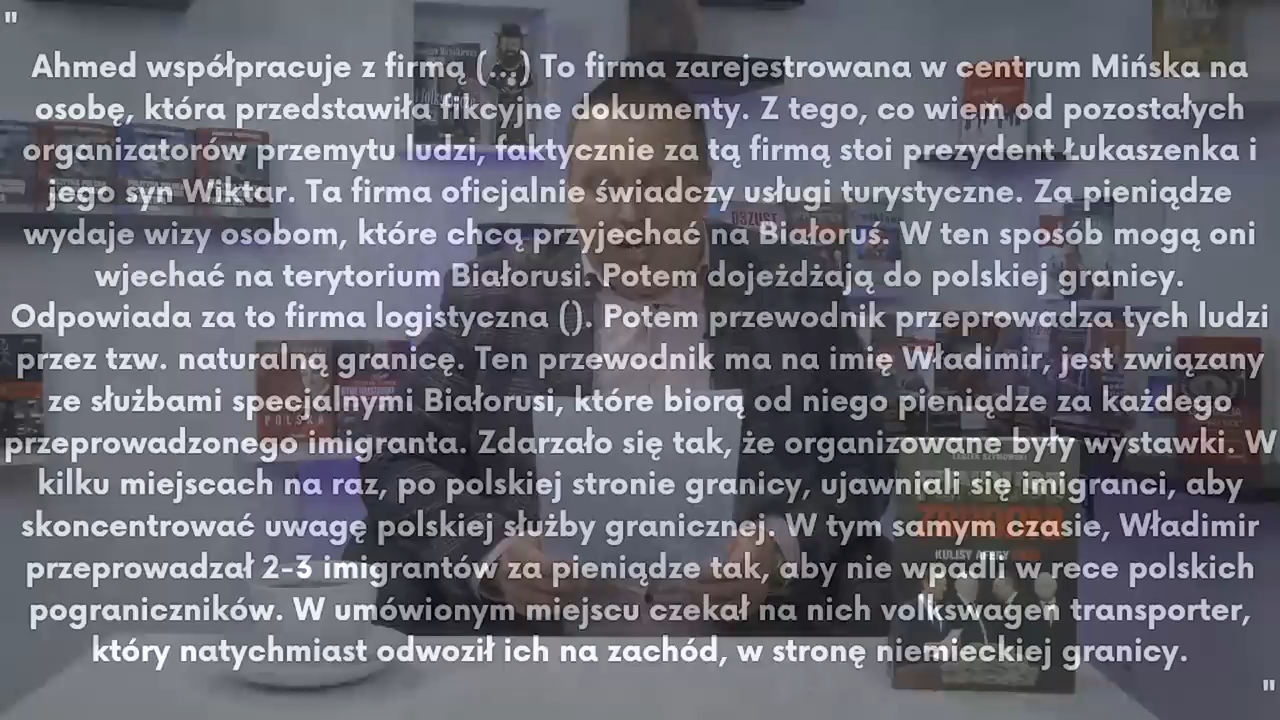 "
Ahmed współpracuje z firmą (...) To firma zarejestrowana w centrum Mińska na
osobę, która przedstawiła fikcyjne dokumenty. Z tego, co wiem od pozostałych
organizatorów przemytu ludzi, faktycznie za tą firmą stoi prezydent Łukaszenka i
jego syn Wiktar. Ta firma oficjalnie świadczy usługi turystyczne. Za pieniądze
wydaje wizy osobom, które chcą przyjechać na Białoruś. W ten sposób mogą oni
wjechać na terytorium Białorusi. Potem dojeżdżają do polskiej granicy.
Odpowiada za to firma logistyczna (). Potem przewodnik przeprowadza tych ludzi
przez tzw. naturalną granicę. Ten przewodnik ma na imię Władimir, jest związany
ze służbami specjalnymi Białorusi, które biorą od niego pieniądze za każdego
przeprowadzonego imigranta. Zdarzało się tak, że organizowane były wystawki. W
kilku miejscach na raz, po polskiej stronie granicy, ujawniali się imigranci, aby
skoncentrować uwagę polskiej służby granicznej. W tym samym czasie, Władimir
przeprowadzał 2-3 imigrantów za pieniądze tak, aby nie wpadli w rece polskich
pograniczników. W umówionym miejscu czekał na nich volkswagen transporter,
który natychmiast odwoził ich na zachód, w stronę niemieckiej granicy.
"
OSZUST
POLSKA
LESZEK SZYMOWSKI
KULISY AFERY